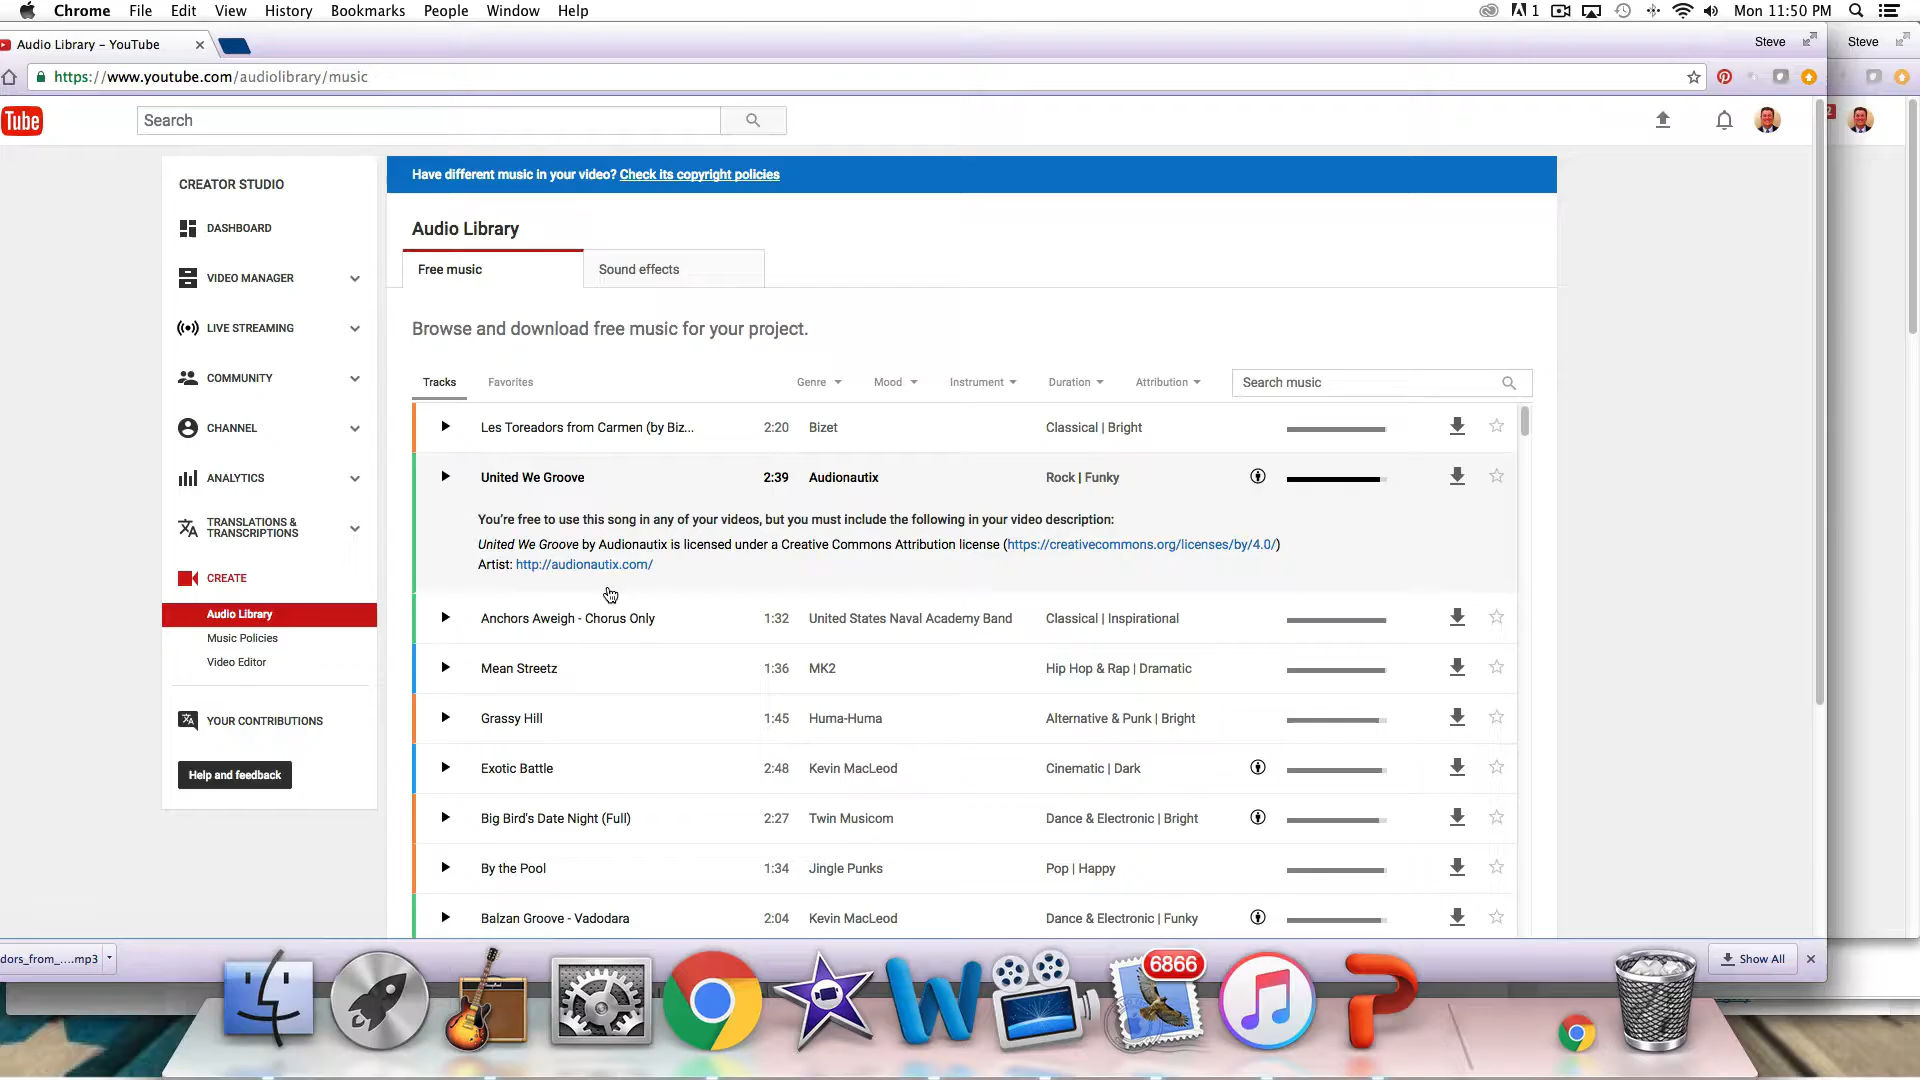 Chrome File Edit View History Bookmarks People Window Help 1 Mon 11:50 PM
Audio Library – YouTube Steve Steve
https://www.youtube.com/audiolibrary/music
Tube Search 2
Have different music in your video? Check its copyright policies
CREATOR STUDIO
DASHBOARD
VIDEO MANAGER
LIVE STREAMING
COMMUNITY
CHANNEL
ANALYTICS
TRANSLATIONS &
TRANSCRIPTIONS
CREATE
Audio Library
Music Policies
Video Editor
YOUR CONTRIBUTIONS
Help and feedback
Audio Library
Free music Sound effects
Browse and download free music for your project.
Tracks Favorites Genre Mood Instrument Duration Attribution Search music
Les Toreadors from Carmen (by Biz... 2:20 Bizet Classical | Bright
United We Groove 2:39 Audionautix Rock | Funky
You're free to use this song in any of your videos, but you must include the following in your video description:
United We Groove by Audionautix is licensed under a Creative Commons Attribution license (https://creativecommons.org/licenses/by/4.0/)
Artist: http://audionautix.com/
Anchors Aweigh - Chorus Only 1:32 United States Naval Academy Band Classical | Inspirational
Mean Streetz 1:36 MK2 Hip Hop & Rap | Dramatic
Grassy Hill 1:45 Huma-Huma Alternative & Punk | Bright
Exotic Battle 2:48 Kevin MacLeod Cinematic | Dark
Big Bird's Date Night (Full) 2:27 Twin Musicom Dance & Electronic | Bright
By the Pool 1:34 Jingle Punks Pop | Happy
Balzan Groove - Vadodara 2:04 Kevin MacLeod Dance & Electronic | Funky
dors_from_....mp3 Show All
6866